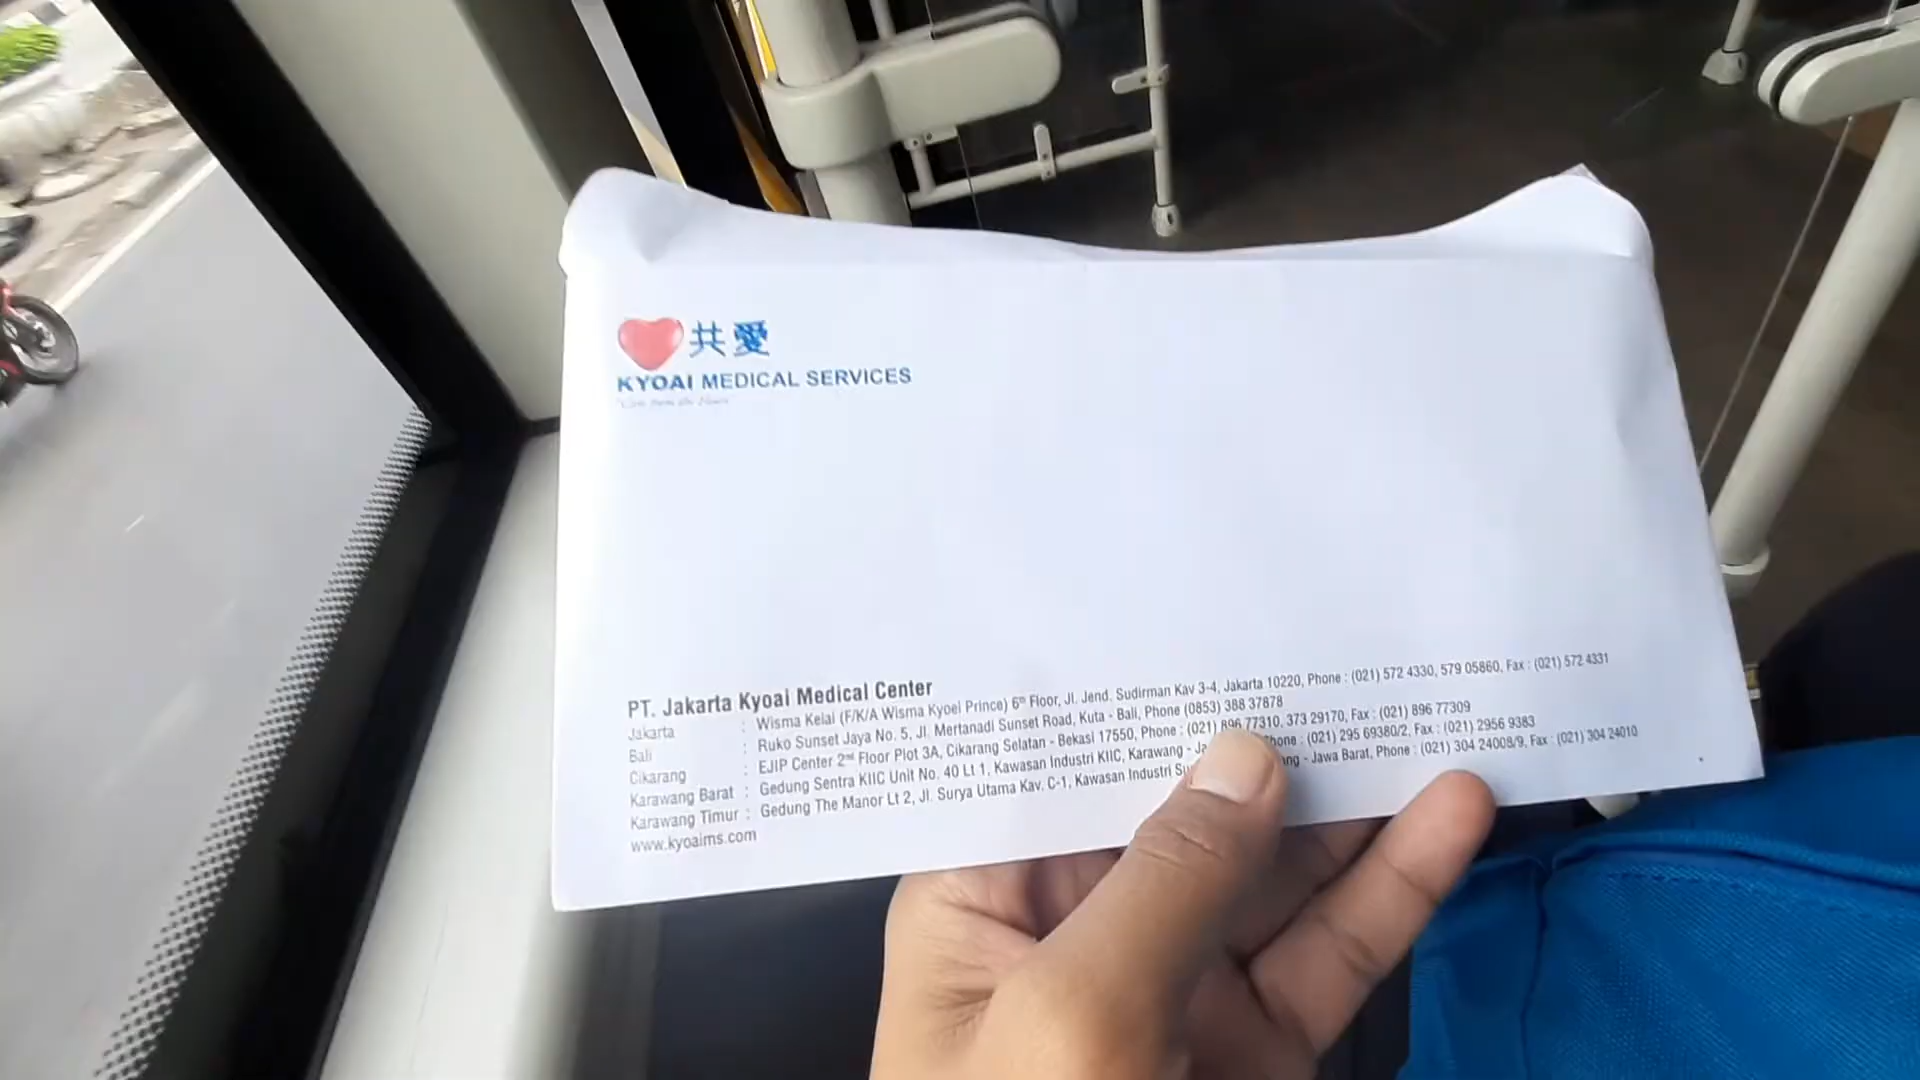 共愛
KYOAI MEDICAL SERVICES
PT. Jakarta Kyoai Medical Center
Jakarta : Wisma Kelai (F/K/A Wisma Kyoei Prince) 6th Floor, Jl. Jend. Sudirman Kav 3-4, Jakarta 10220, Phone : (021) 572 4330, 579 05860, Fax : (021) 572 4331
Bali : Ruko Sunset Jaya No. 5, Jl. Mertanadi Sunset Road, Kuta - Bali, Phone (0853) 388 37878
Cikarang : EJIP Center 2nd Floor Plot 3A, Cikarang Selatan - Bekasi 17550, Phone : (021) 896 77310, 373 29170, Fax : (021) 896 77309
Karawang Barat : Gedung Sentra KIIC Unit No. 40 Lt 1, Kawasan Industri KIIC, Karawang - Phone : (021) 295 69380/2, Fax : (021) 2956 9383
Karawang Timur : Gedung The Manor Lt 2, Jl. Surya Utama Kav. C-1, Kawasan Industri - Jawa Barat, Phone : (021) 304 24008/9, Fax : (021) 304 24010
www.kyoaims.com